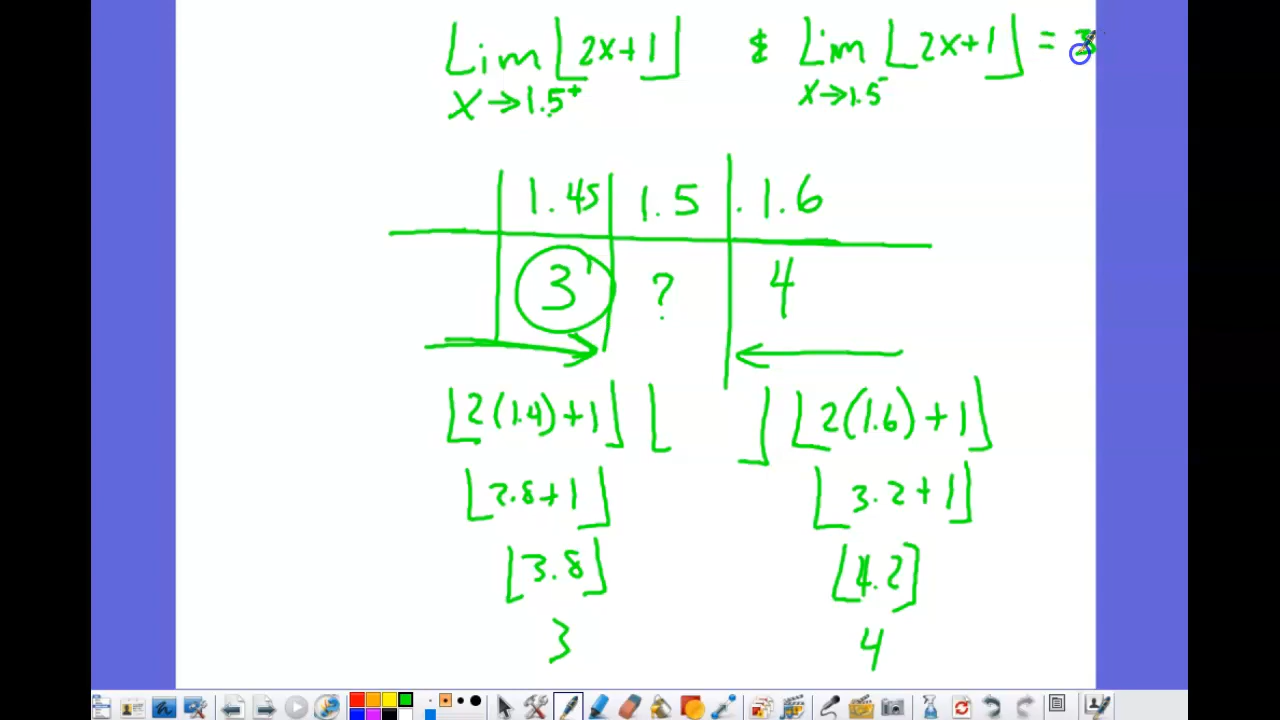 Lim ⌊2x+1⌋ & Lim ⌊2x+1⌋ = 3
x→1.5⁺ x→1.5⁻
1.45 1.5 .1.6
3 ? 4
⌊2(1.4)+1⌋ ⌊ ⌋ ⌊2(1.6)+1⌋
⌊2.8+1⌋ ⌊3.2+1⌋
⌊3.8⌋ ⌊4.2⌋
3 4